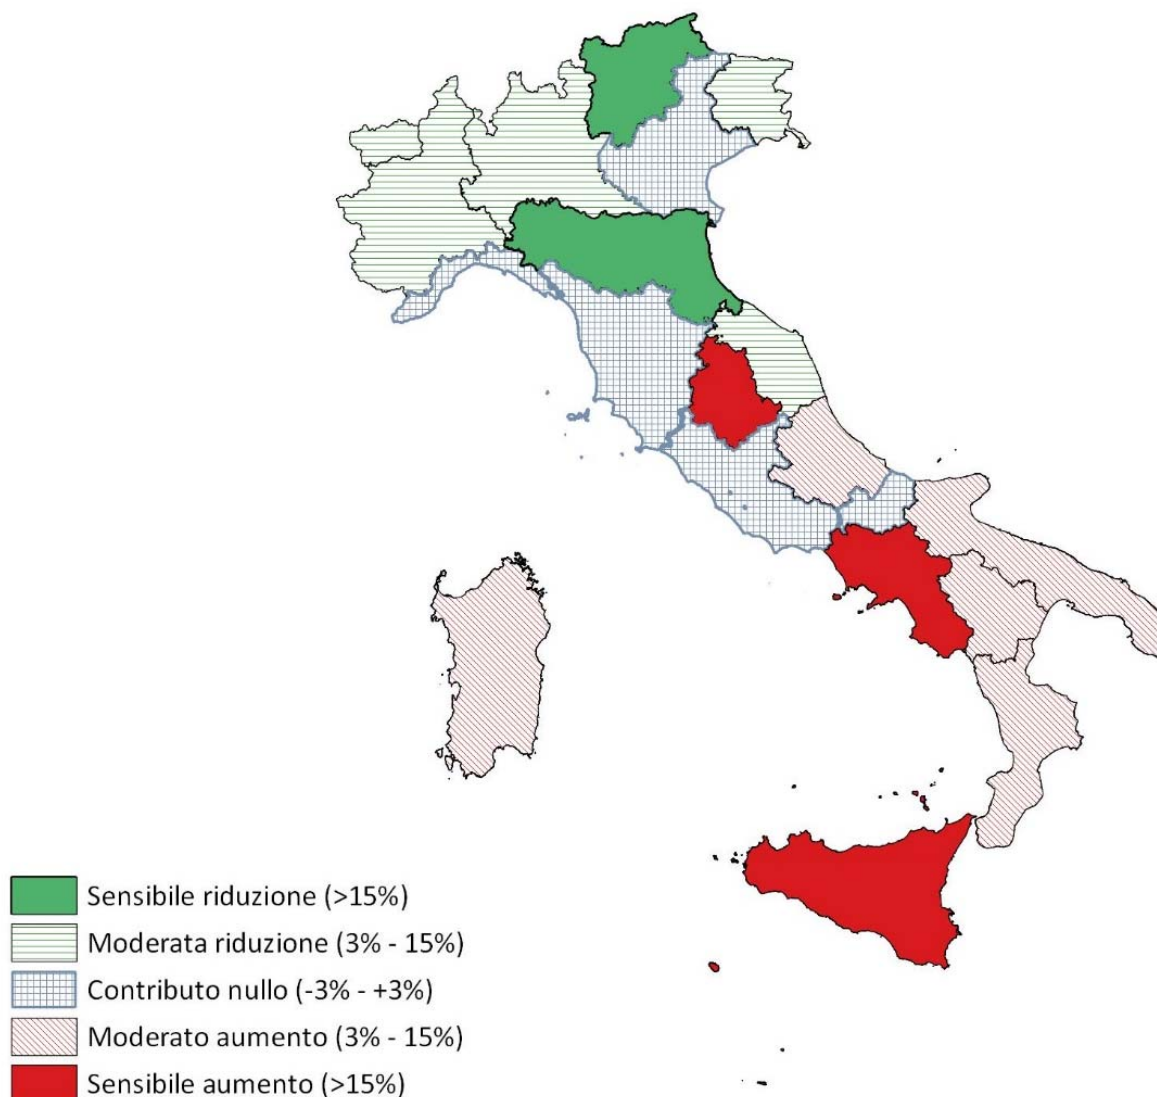 Sensibile riduzione (>15%)
Moderata riduzione (3% - 15%)
Contributo nullo (-3% - +3%)
Moderato aumento (3% - 15%)
Sensibile aumento (>15%)